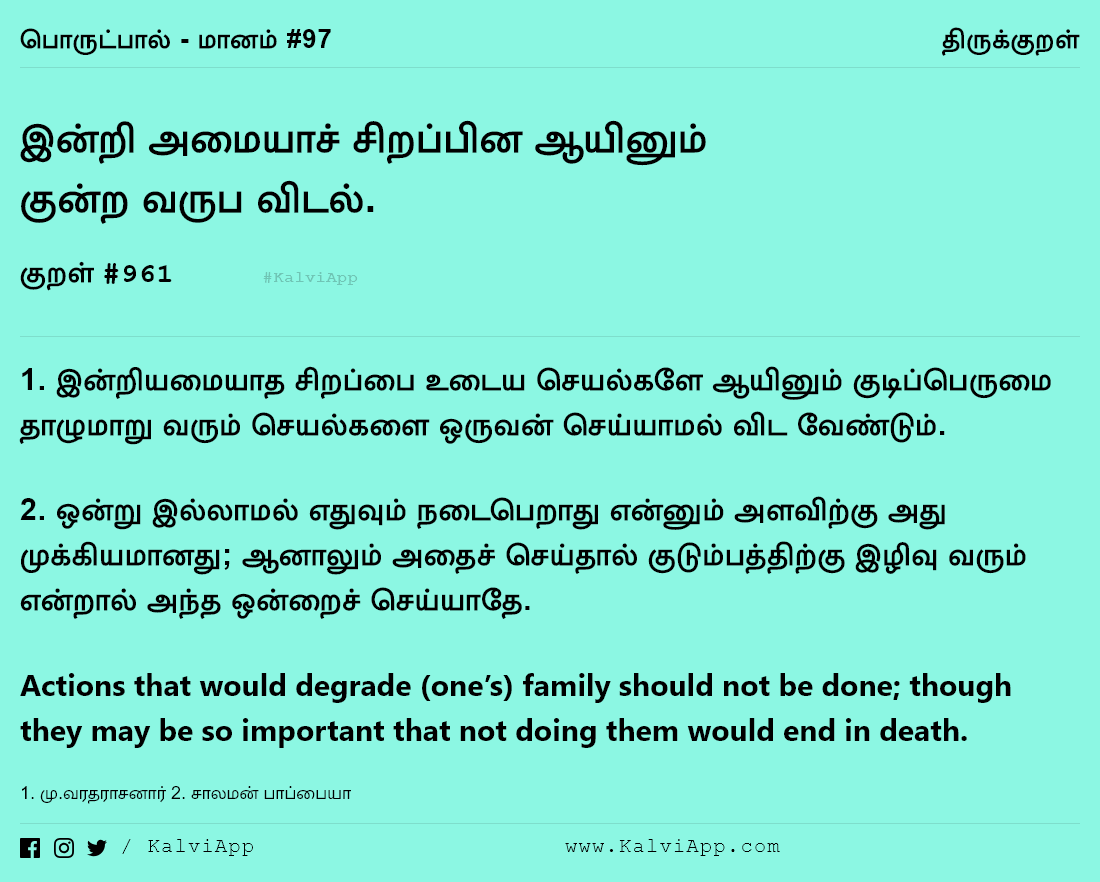 பொருட்பால் - மானம் #97
திருக்குறள்
இன்றி அமையாச் சிறப்பின ஆயினும்
குன்ற வருப விடல்.
குறள் #961
#KalviApp
1. இன்றியமையாத சிறப்பை உடைய செயல்களே ஆயினும் குடிப்பெருமை
தாழுமாறு வரும் செயல்களை ஒருவன் செய்யாமல் விட வேண்டும்.
2. ஒன்று இல்லாமல் எதுவும் நடைபெறாது என்னும் அளவிற்கு அது
முக்கியமானது; ஆனாலும் அதைச் செய்தால் குடும்பத்திற்கு இழிவு வரும்
என்றால் அந்த ஒன்றைச் செய்யாதே.
Actions that would degrade (one’s) family should not be done; though
they may be so important that not doing them would end in death.
1. மு.வரதராசனார் 2. சாலமன் பாப்பையா
/ KalviApp
www.KalviApp.com